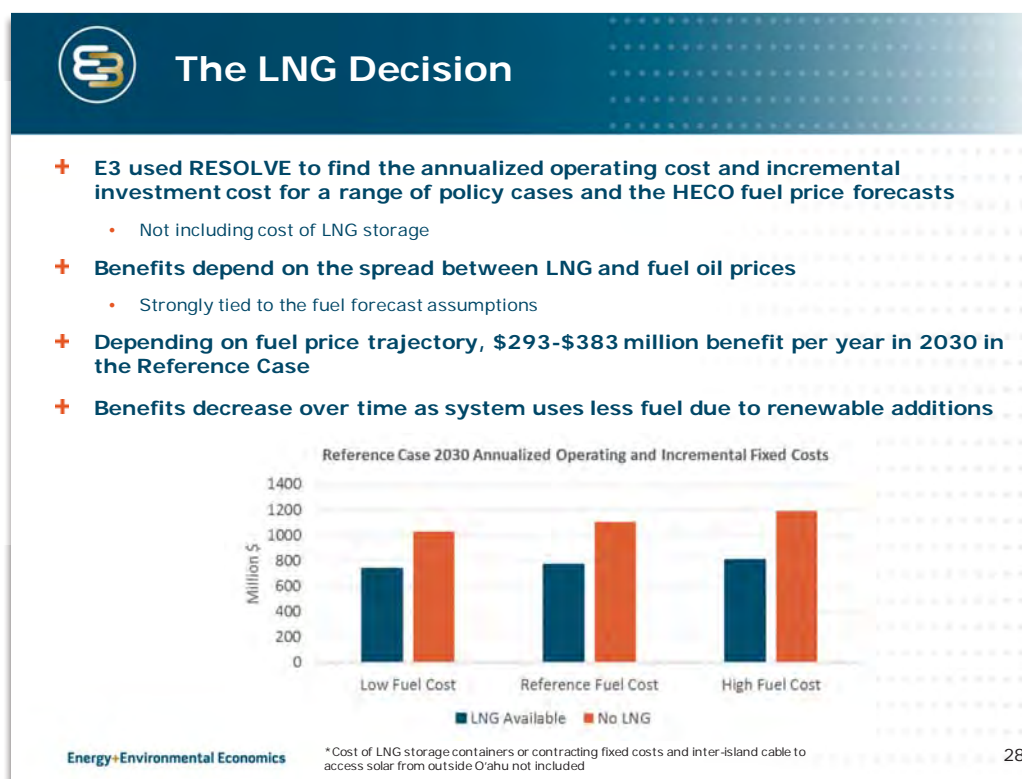 The LNG Decision
+ E3 used RESOLVE to find the annualized operating cost and incremental
investment cost for a range of policy cases and the HECO fuel price forecasts
• Not including cost of LNG storage
+ Benefits depend on the spread between LNG and fuel oil prices
• Strongly tied to the fuel forecast assumptions
+ Depending on fuel price trajectory, $293-$383 million benefit per year in 2030 in
the Reference Case
+ Benefits decrease over time as system uses less fuel due to renewable additions
Reference Case 2030 Annualized Operating and Incremental Fixed Costs
Million $
1400
1200
1000
800
600
400
200
0
Low Fuel Cost Reference Fuel Cost High Fuel Cost
LNG Available No LNG
Energy+Environmental Economics
*Cost of LNG storage containers or contracting fixed costs and inter-island cable to
access solar from outside O'ahu not included
28